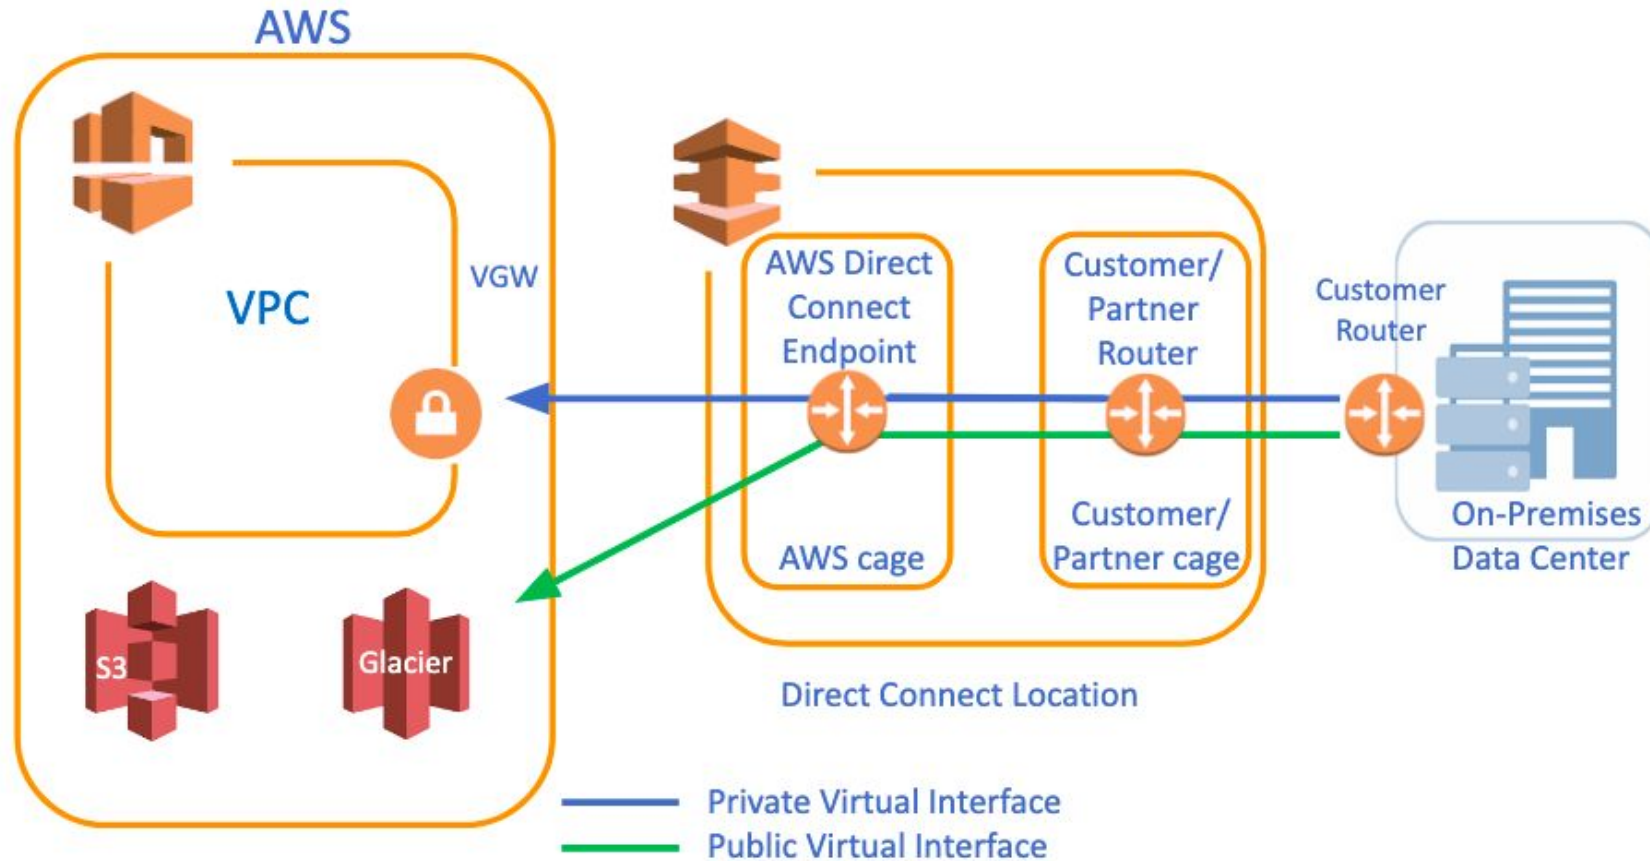 AWS
VPC
VGW
S3
Glacier
AWS Direct
Connect
Endpoint
AWS cage
Customer/
Partner
Router
Customer/
Partner cage
Direct Connect Location
Customer
Router
On-Premises
Data Center
Private Virtual Interface
Public Virtual Interface